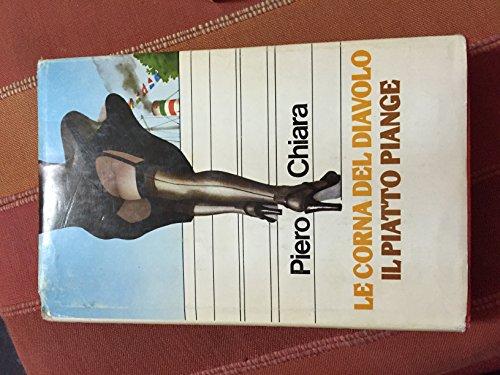 Piero Chiara
LE CORNA DEL DIAVOLO
IL PIATTO PIANGE